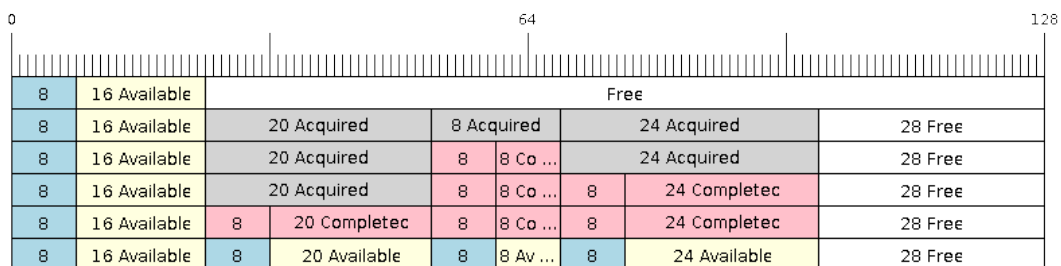 0 64 128
8 16 Available Free
8 16 Available 20 Acquired 8 Acquired 24 Acquired 28 Free
8 16 Available 20 Acquired 8 8 Co ... 24 Acquired 28 Free
8 16 Available 20 Acquired 8 8 Co ... 8 24 Completec 28 Free
8 16 Available 8 20 Completec 8 8 Co ... 8 24 Completec 28 Free
8 16 Available 8 20 Available 8 8 Av ... 8 24 Available 28 Free